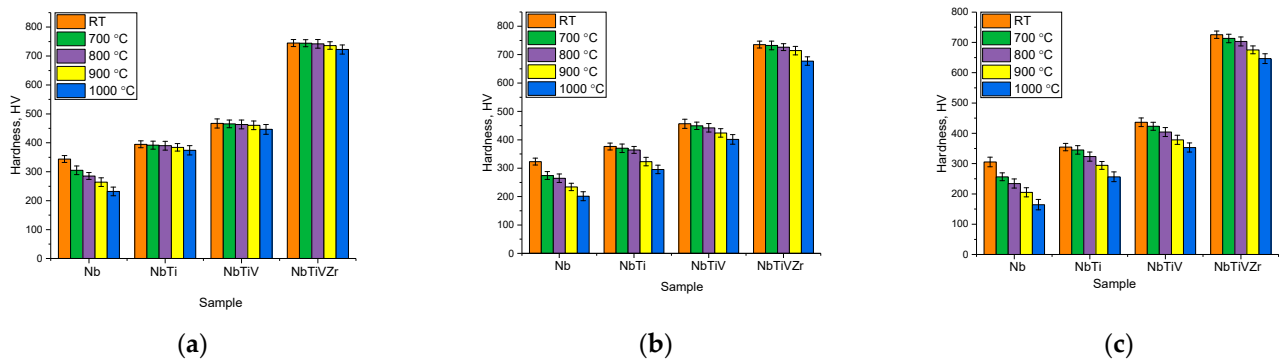 RT
700 °C
800 °C
900 °C
1000 °C
Hardness, HV
800
700
600
500
400
300
200
100
0
Nb NbTi NbTiV NbTiVZr
Sample
(a)
RT
700 °C
800 °C
900 °C
1000 °C
Hardness, HV
800
700
600
500
400
300
200
100
0
Nb NbTi NbTiV NbTiVZr
Sample
(b)
RT
700 °C
800 °C
900 °C
1000 °C
Hardness, HV
800
700
600
500
400
300
200
100
0
Nb NbTi NbTiV NbTiVZr
Sample
(c)